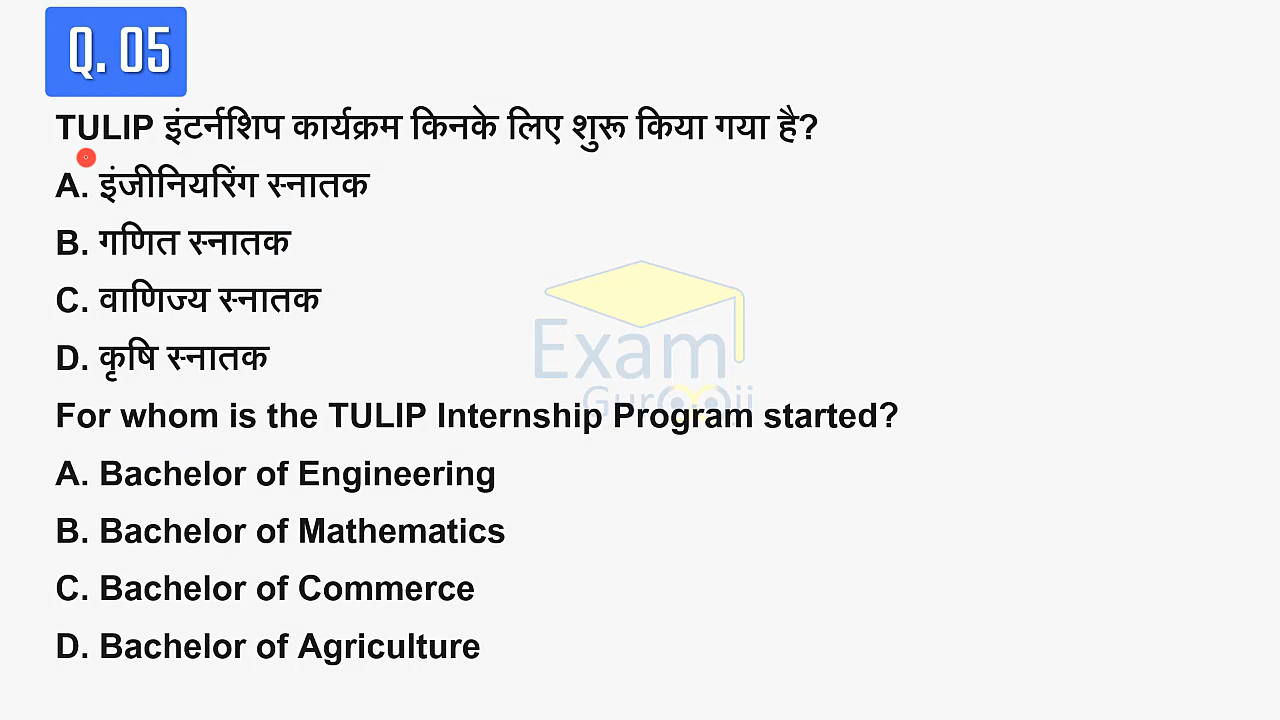 Q. 05
TULIP इंटर्नशिप कार्यक्रम किनके लिए शुरू किया गया है?
A. इंजीनियरिंग स्नातक
B. गणित स्नातक
C. वाणिज्य स्नातक
D. कृषि स्नातक
Exam
Gurooji
For whom is the TULIP Internship Program started?
A. Bachelor of Engineering
B. Bachelor of Mathematics
C. Bachelor of Commerce
D. Bachelor of Agriculture